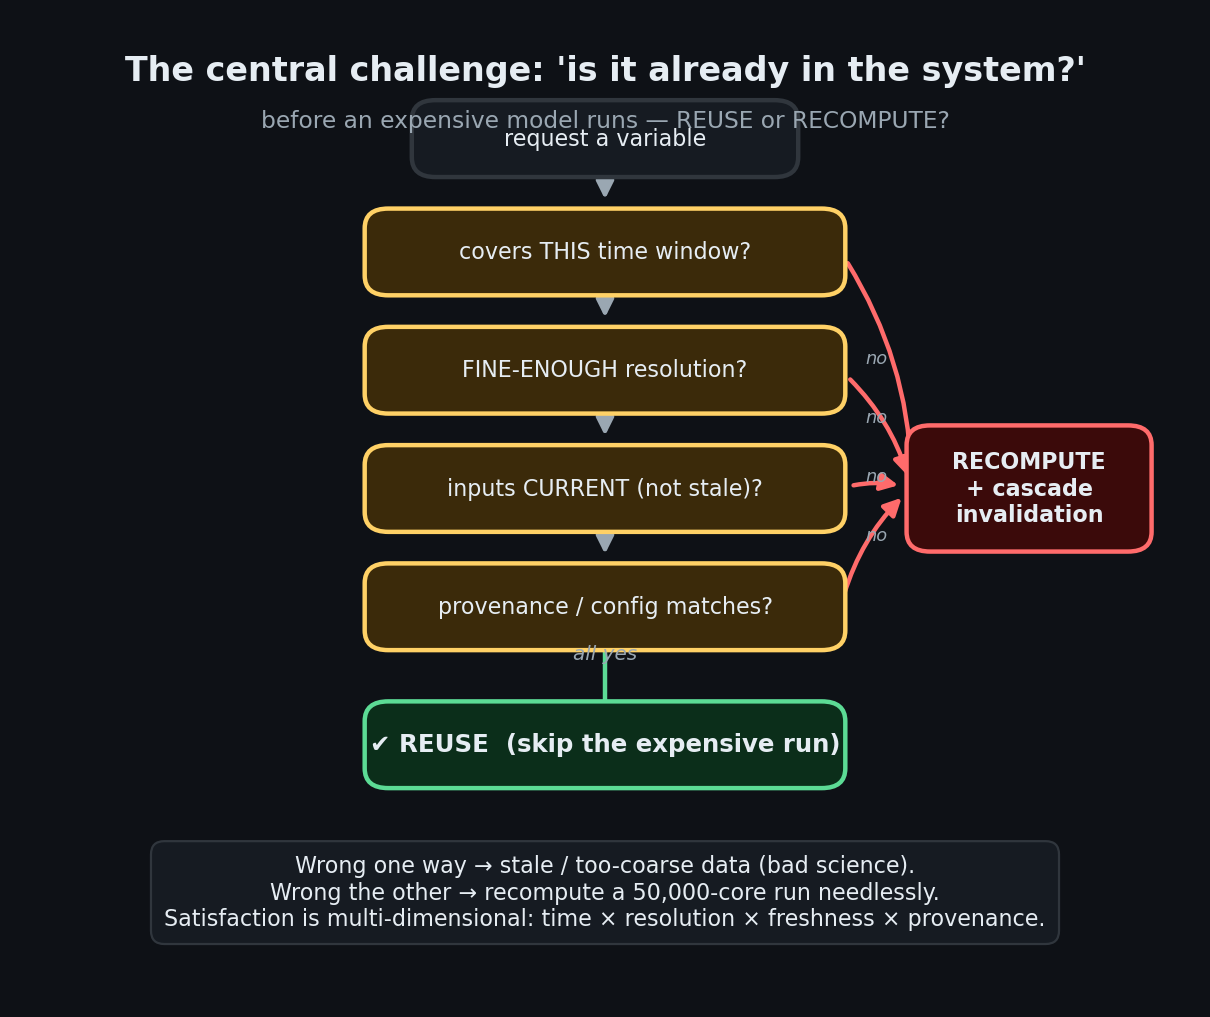 The central challenge: 'is it already in the system?'
before an expensive model runs — REUSE or RECOMPUTE?
request a variable
covers THIS time window?
no
FINE-ENOUGH resolution?
no
inputs CURRENT (not stale)?
no
RECOMPUTE
+ cascade
invalidation
no
provenance / config matches?
all yes
✔ REUSE (skip the expensive run)
Wrong one way → stale / too-coarse data (bad science).
Wrong the other → recompute a 50,000-core run needlessly.
Satisfaction is multi-dimensional: time × resolution × freshness × provenance.